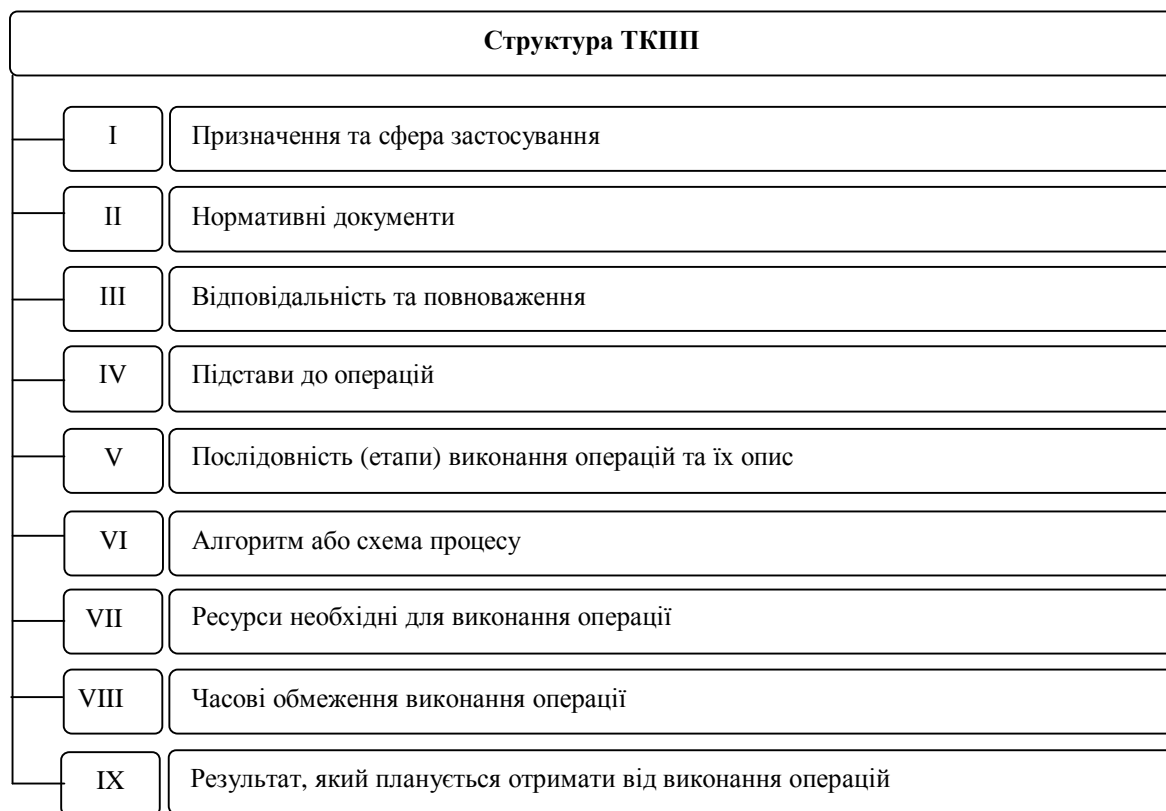 Структура ТКПП
I Призначення та сфера застосування
II Нормативні документи
III Відповідальність та повноваження
IV Підстави до операцій
V Послідовність (етапи) виконання операцій та їх опис
VI Алгоритм або схема процесу
VII Ресурси необхідні для виконання операції
VIII Часові обмеження виконання операції
IX Результат, який планується отримати від виконання операцій